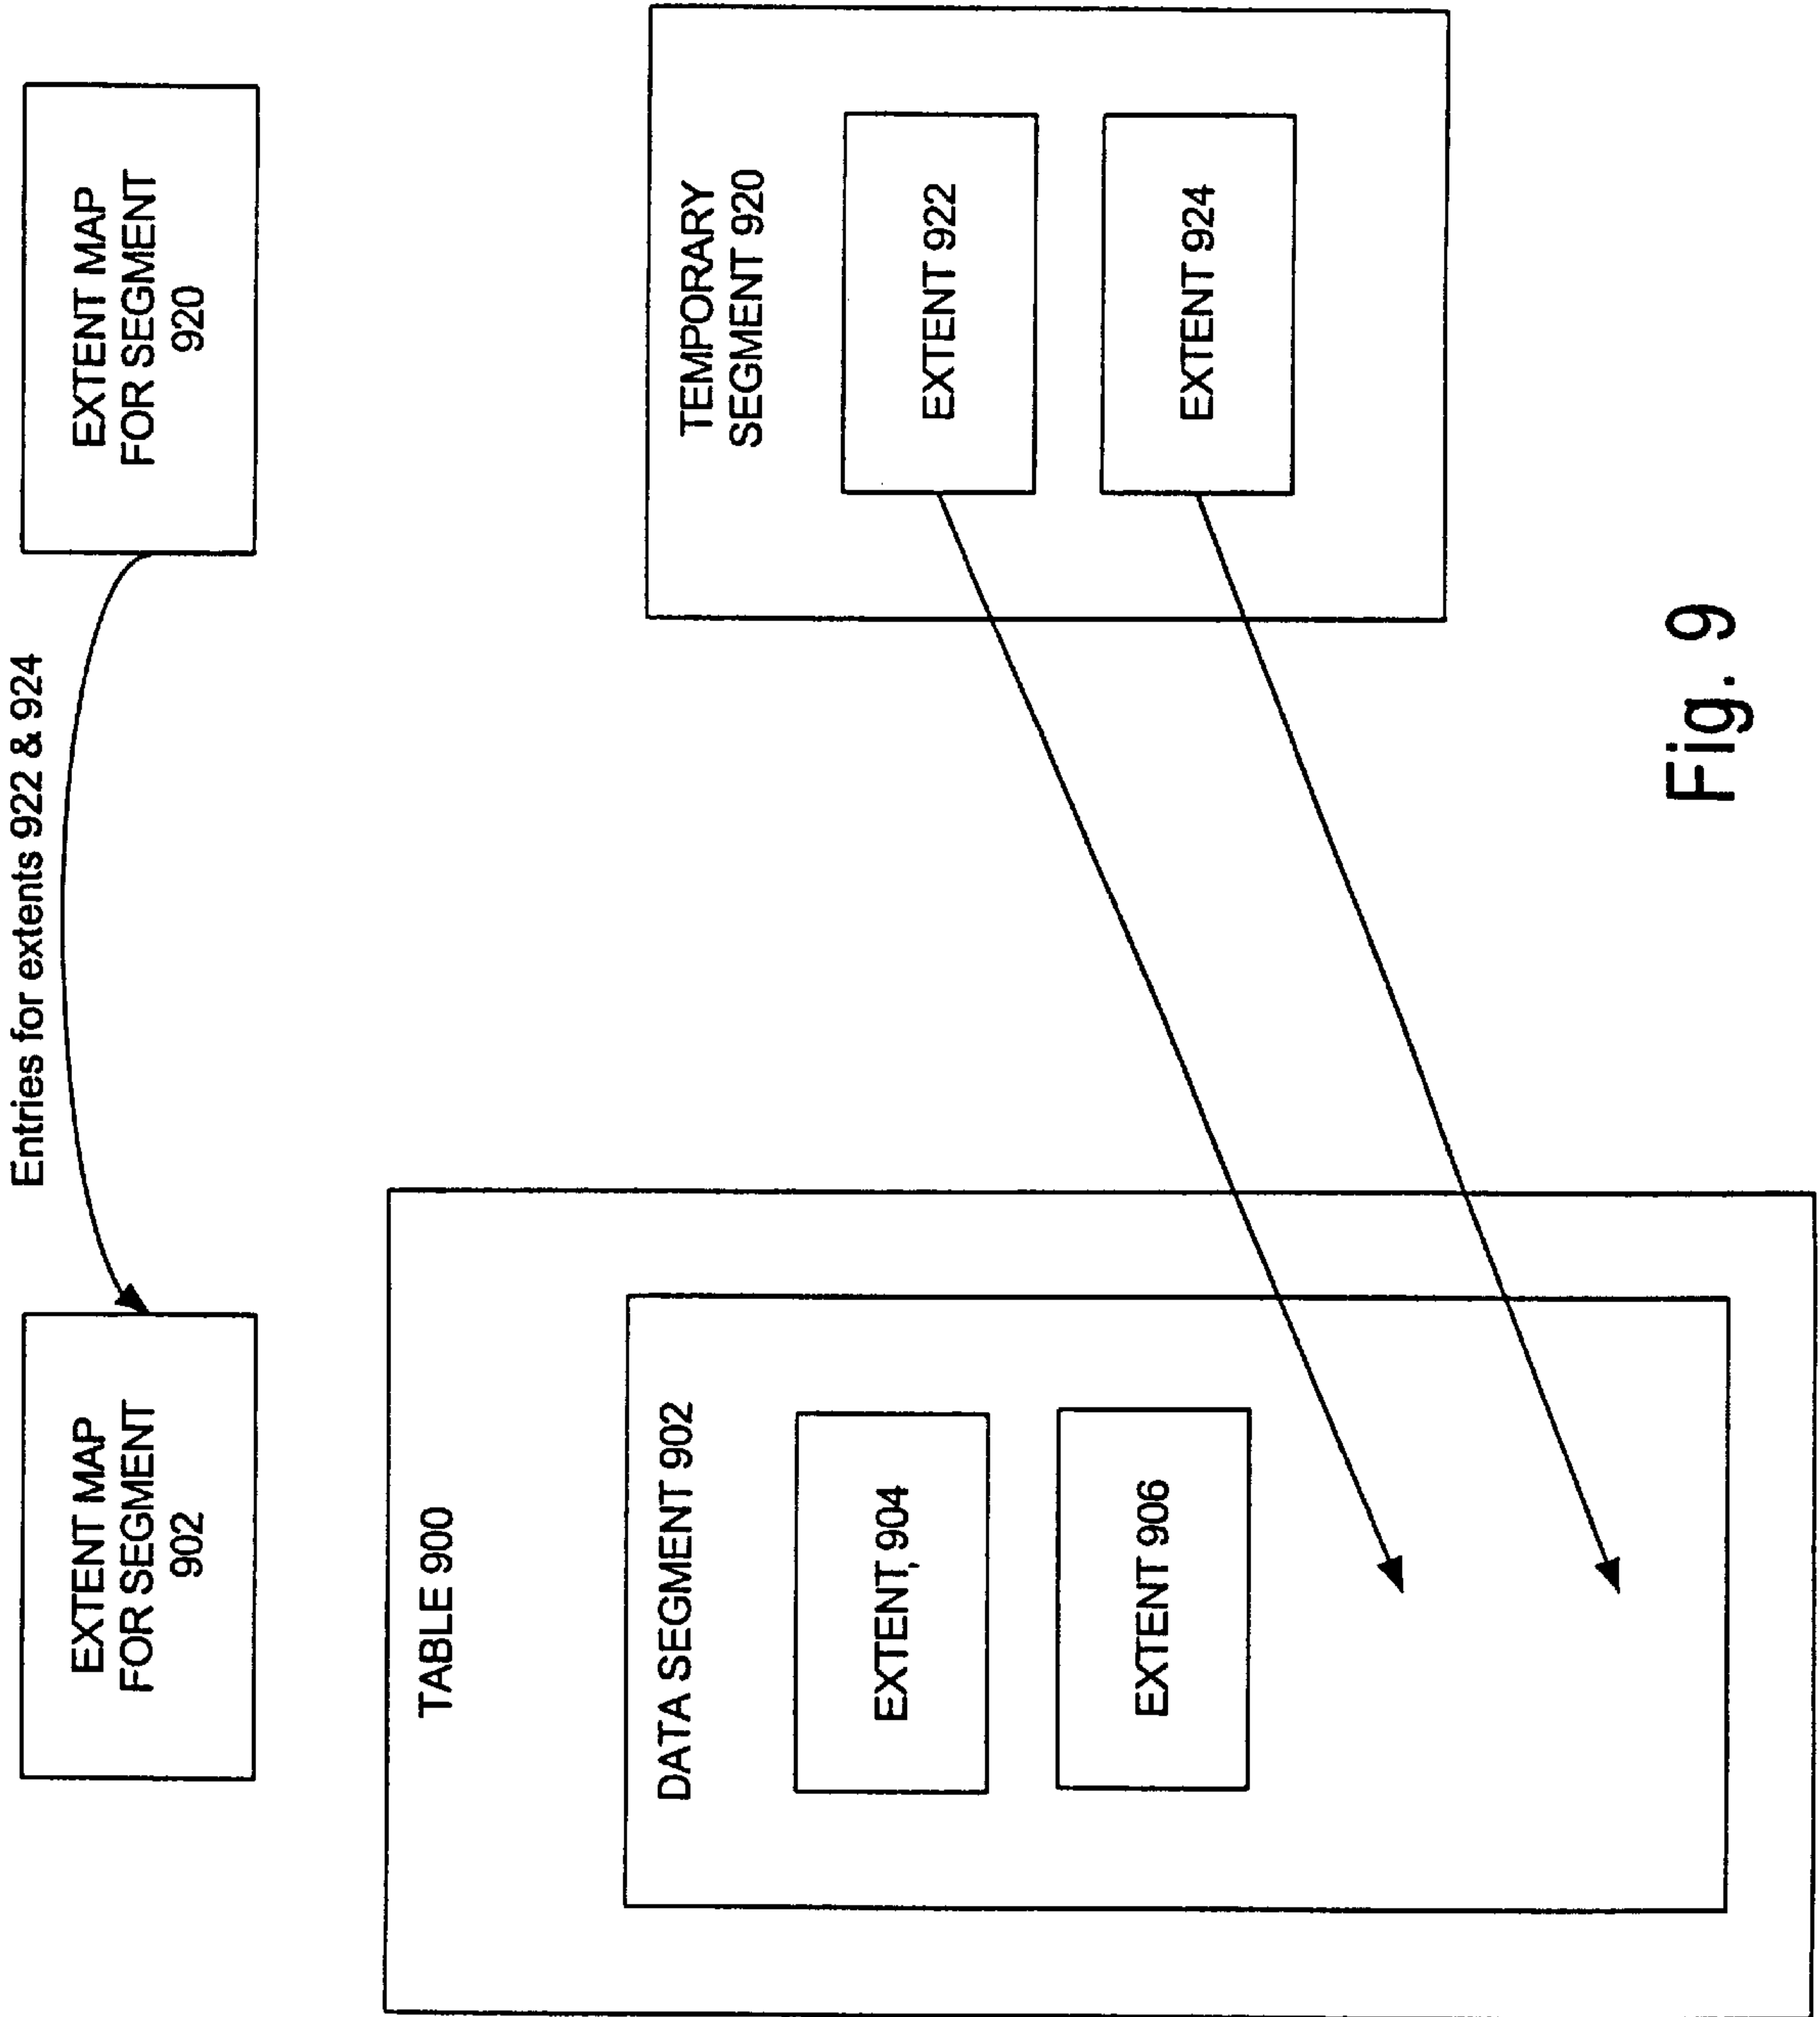 Entries for extents 922 & 924
EXTENT MAP
FOR SEGMENT
902
EXTENT MAP
FOR SEGMENT
920
TABLE 900
DATA SEGMENT 902
EXTENT, 904
EXTENT 906
TEMPORARY
SEGMENT 920
EXTENT 922
EXTENT 924
Fig. 9